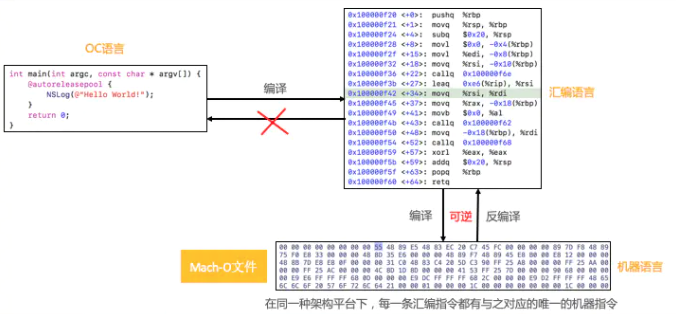 OC语言
int main(int argc, const char * argv[]) {
@autoreleasepool {
NSLog(@"Hello World!");
}
return 0;
}
编译
0x100000f20 <+0>: pushq %rbp
0x100000f21 <+1>: movq %rsp, %rbp
0x100000f24 <+4>: subq $0x20, %rsp
0x100000f28 <+8>: movl $0x0, -0x4(%rbp)
0x100000f2f <+15>: movl %edi, -0x8(%rbp)
0x100000f32 <+18>: movq %rsi, -0x10(%rbp)
0x100000f36 <+22>: callq 0x100000f6e
0x100000f3b <+27>: leaq 0xe6(%rip), %rsi
0x100000f42 <+34>: movq %rsi, %rdi
0x100000f45 <+37>: movq %rax, -0x18(%rbp)
0x100000f49 <+41>: movb $0x0, %al
0x100000f4b <+43>: callq 0x100000f62
0x100000f50 <+48>: movq -0x18(%rbp), %rdi
0x100000f54 <+52>: callq 0x100000f68
0x100000f59 <+57>: xorl %eax, %eax
0x100000f5b <+59>: addq $0x20, %rsp
0x100000f5f <+63>: popq %rbp
0x100000f60 <+64>: retq
汇编语言
编译 可逆 反编译
Mach-O文件
00 00 00 00 00 00 00 00 55 48 89 E5 48 83 EC 20 C7 45 FC 00 00 00 00 89 7D F8 48 89
75 F0 E8 33 00 00 00 48 8D 35 E6 00 00 00 48 89 F7 48 89 45 E8 B0 00 E8 12 00 00 00
48 8B 7D E8 E8 0F 00 00 00 31 C0 48 83 C4 20 5D C3 90 FF 25 A8 00 00 00 FF 25 AA 00
00 00 FF 25 AC 00 00 00 4C 8D 1D 8D 00 00 00 41 53 FF 25 7D 00 00 00 90 68 00 00 00
00 E9 E6 FF FF FF 68 0D 00 00 00 E9 DC FF FF FF 68 2C 00 00 00 E9 D2 FF FF FF 48 65
6C 6C 6F 20 57 6F 72 6C 64 21 00 00 01 00 00 00 1C 00 00 00 00 00 00 00 1C 00 00 00
机器语言
在同一种架构平台下，每一条汇编指令都有与之对应的唯一的机器指令